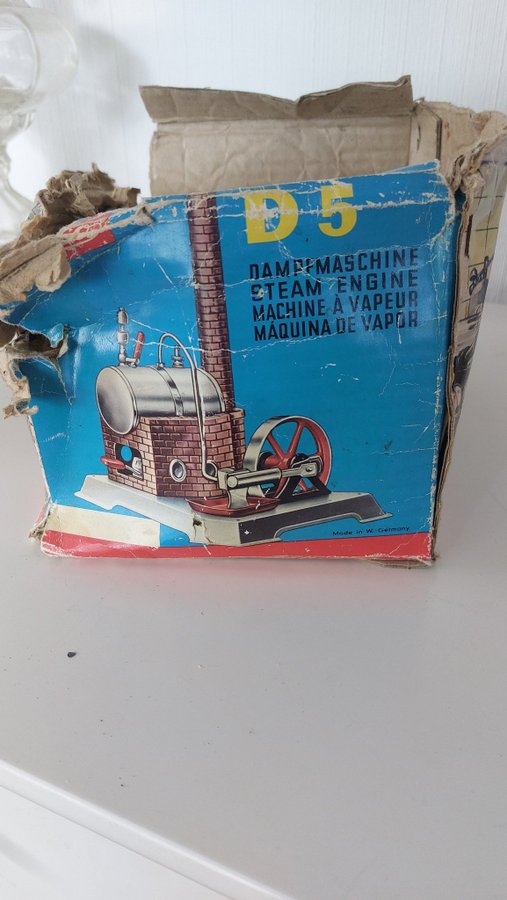 D 5
DAMPFMASCHINE
STEAM ENGINE
MACHINE À VAPEUR
MÁQUINA DE VAPOR
Made in W.-Germany